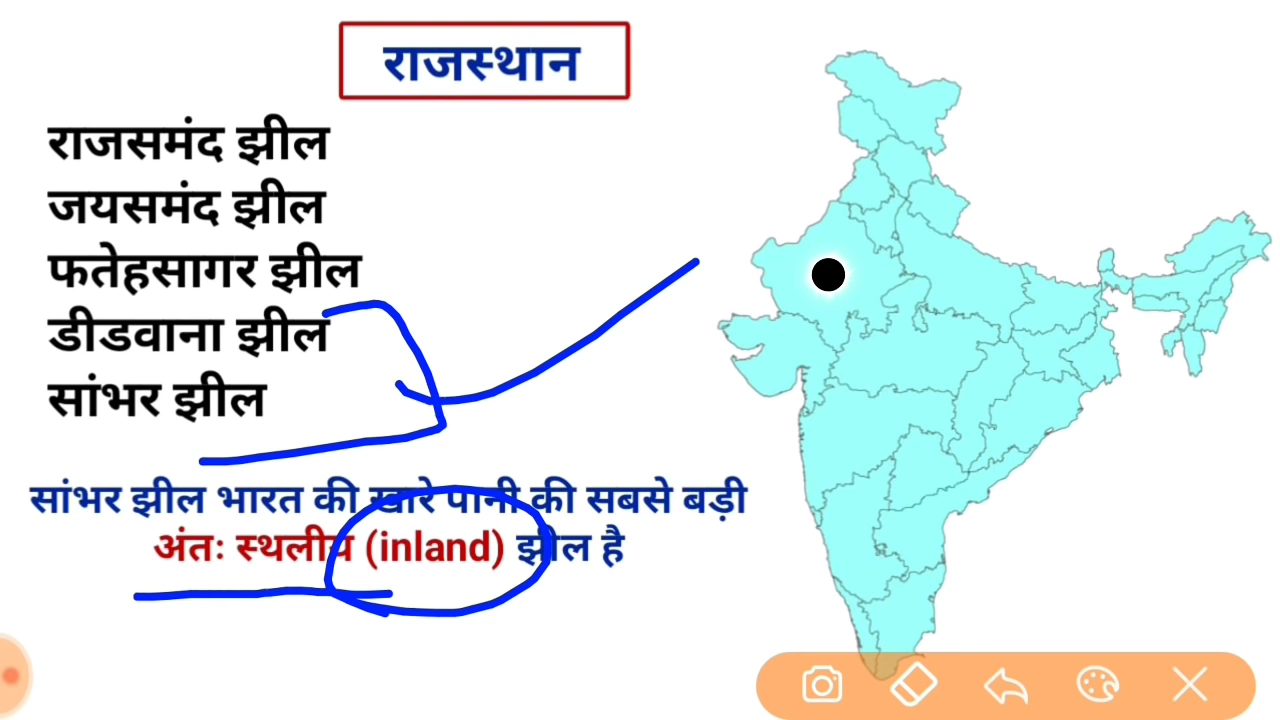 राजस्थान
राजसमंद झील
जयसमंद झील
फतेहसागर झील
डीडवाना झील
सांभर झील
सांभर झील भारत की खारे पानी की सबसे बड़ी
अंतः स्थलीय (inland) झील है